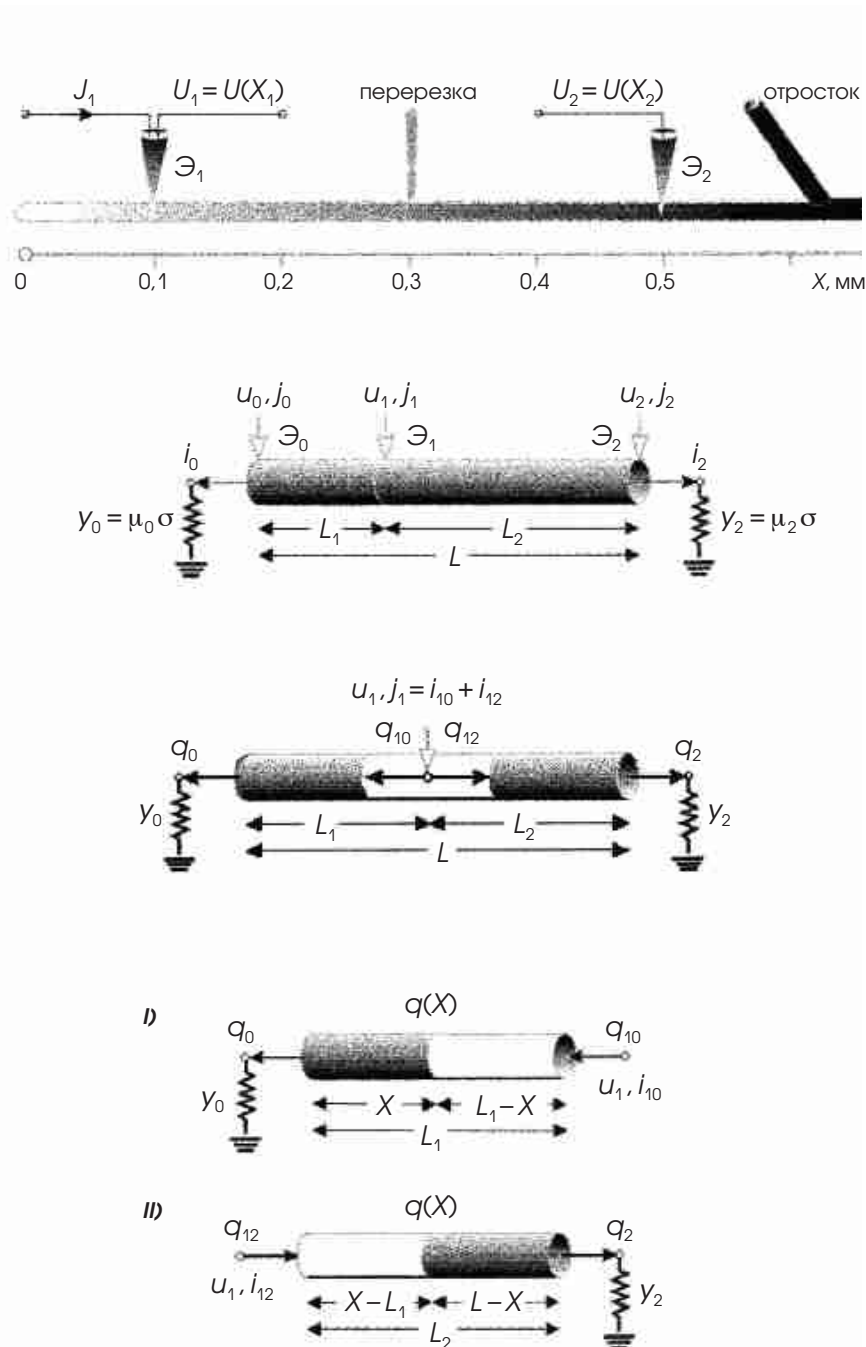 J₁ U₁ = U(X₁) перерезка U₂ = U(X₂) отросток
Э₁ Э₂
0 0,1 0,2 0,3 0,4 0,5 X, мм
u₀, j₀ u₁, j₁ u₂, j₂
i₀ Э₀ Э₁ Э₂ i₂
y₀ = μ₀σ y₂ = μ₂σ
L₁ L₂
L
u₁, j₁ = i₁₀ + i₁₂
q₀ q₁₀ q₁₂ q₂
y₀ y₂
L₁ L₂
L
I) q(X)
q₀ q₁₀
y₀ u₁, i₁₀
X L₁ – X
L₁
II) q(X)
q₁₂ q₂
u₁, i₁₂ y₂
X – L₁ L – X
L₂